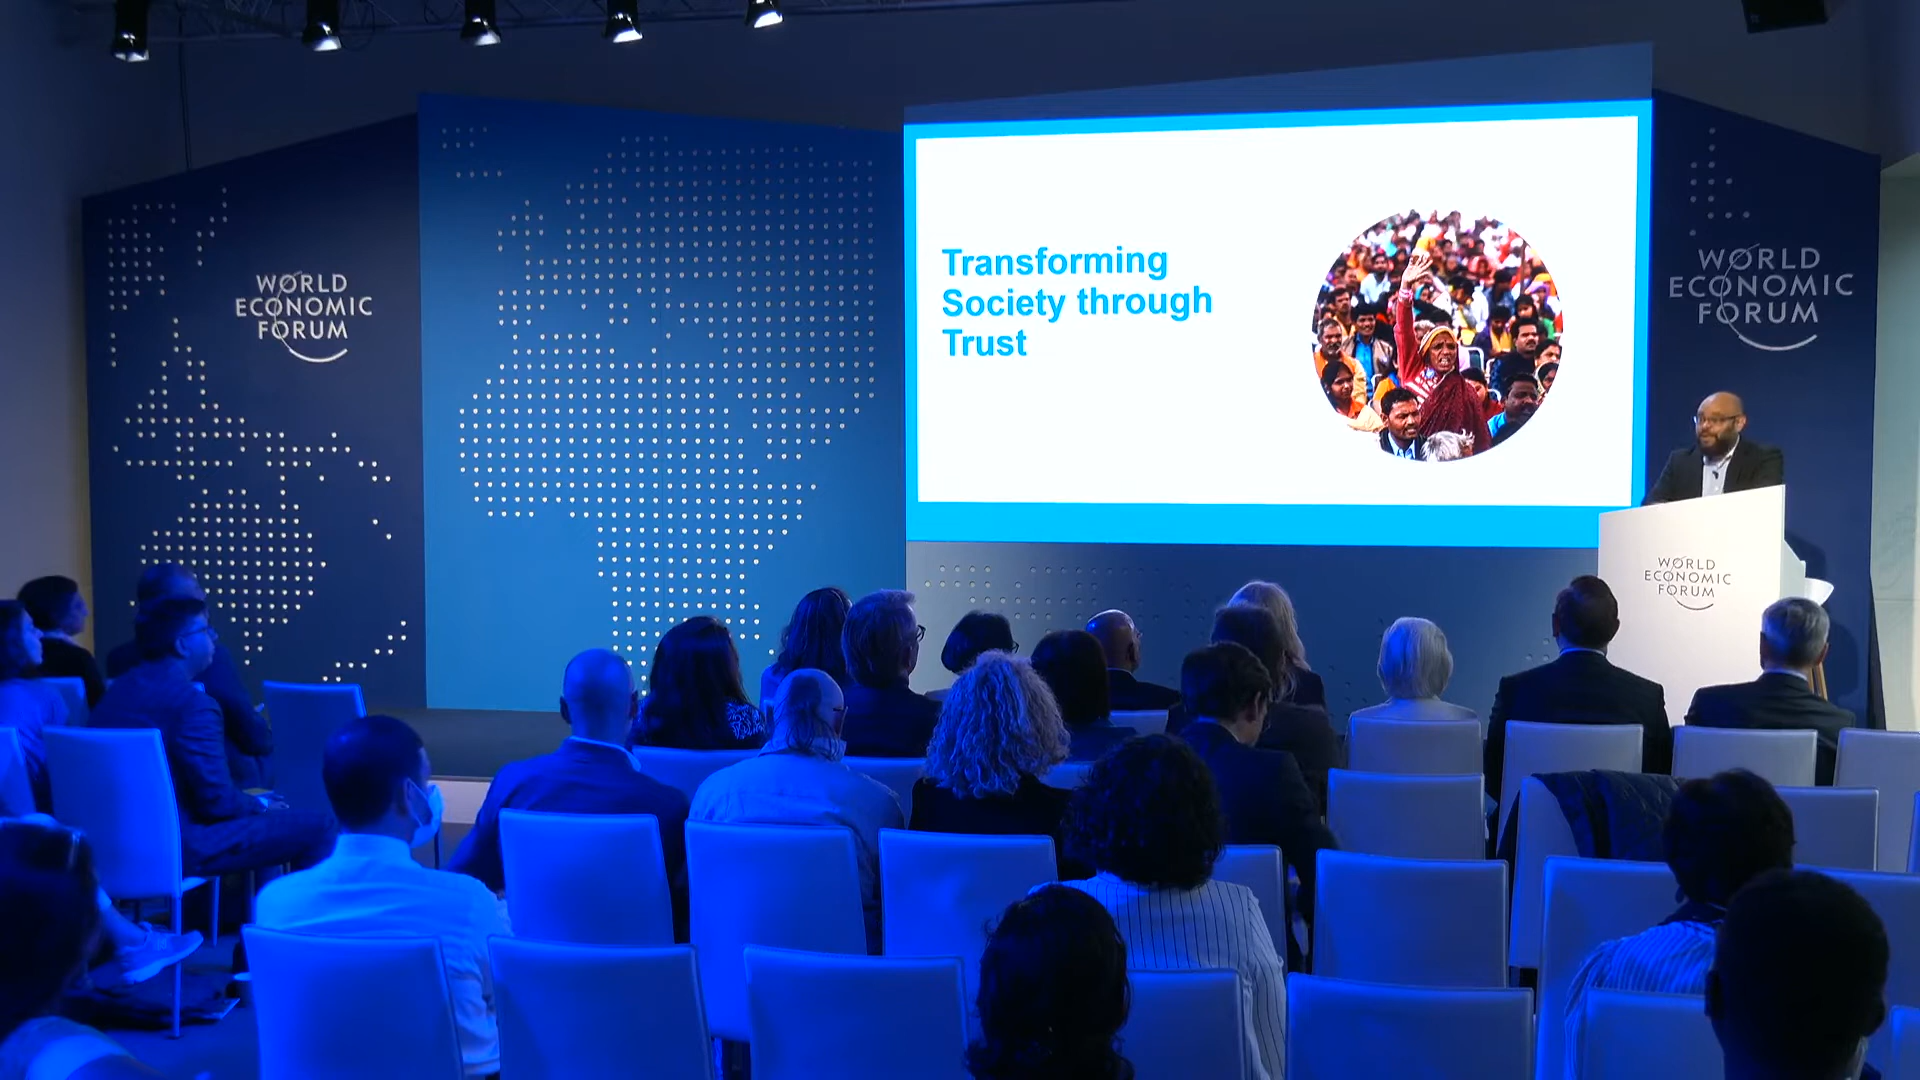 WORLD
ECONOMIC
FORUM
Transforming
Society through
Trust
WORLD
ECONOMIC
FORUM
WORLD
ECONOMIC
FORUM